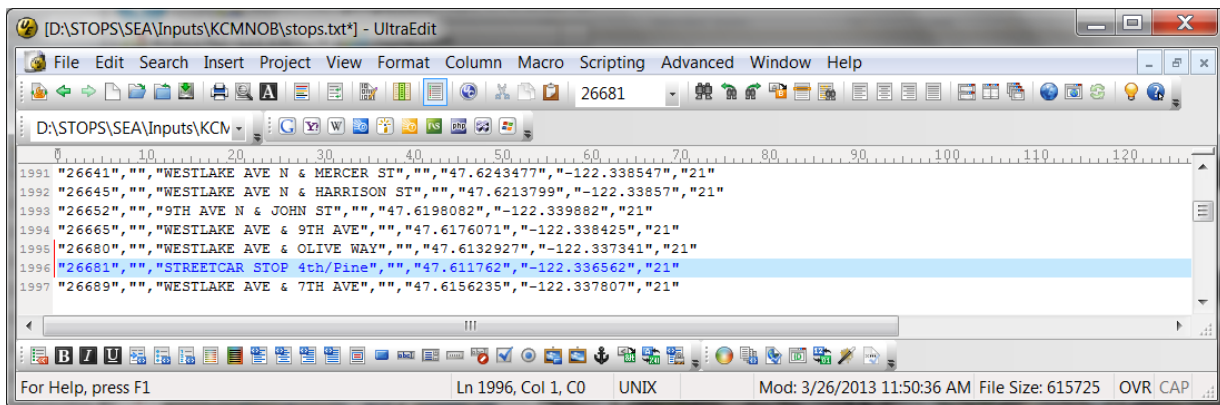 [D:\STOPS\SEA\Inputs\KCMNOB\stops.txt*] - UltraEdit
File Edit Search Insert Project View Format Column Macro Scripting Advanced Window Help
26681
D:\STOPS\SEA\Inputs\KCM
0 10 20 30 40 50 60 70 80 90 100 110 120
1991 "26641","","WESTLAKE AVE N & MERCER ST","","47.6243477","-122.338547","21"
1992 "26645","","WESTLAKE AVE N & HARRISON ST","","47.6213799","-122.33857","21"
1993 "26652","","9TH AVE N & JOHN ST","","47.6198082","-122.339882","21"
1994 "26665","","WESTLAKE AVE & 9TH AVE","","47.6176071","-122.338425","21"
1995 "26680","","WESTLAKE AVE & OLIVE WAY","","47.6132927","-122.337341","21"
1996 "26681","","STREETCAR STOP 4th/Pine","","47.611762","-122.336562","21"
1997 "26689","","WESTLAKE AVE & 7TH AVE","","47.6156235","-122.337807","21"
B I U
For Help, press F1 Ln 1996, Col 1, C0 UNIX Mod: 3/26/2013 11:50:36 AM File Size: 615725 OVR CAP